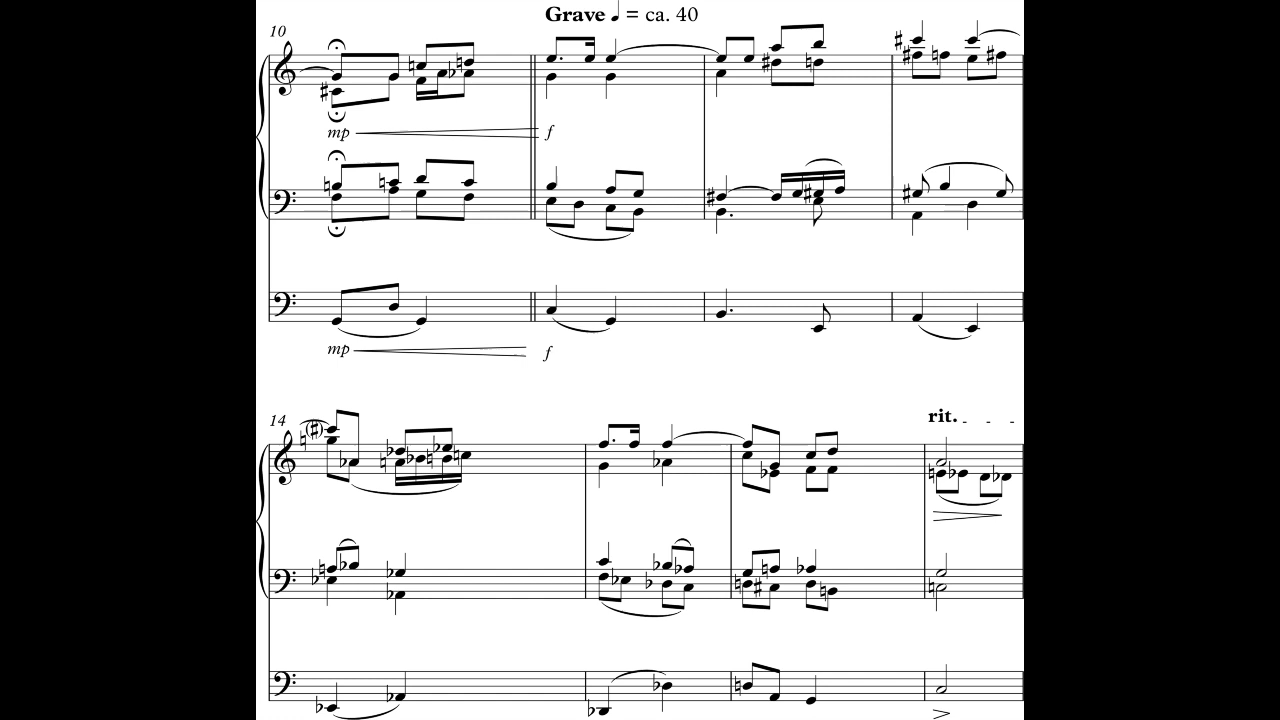 Grave ♩ = ca. 40
10
mp
f
mp
f
14
rit.